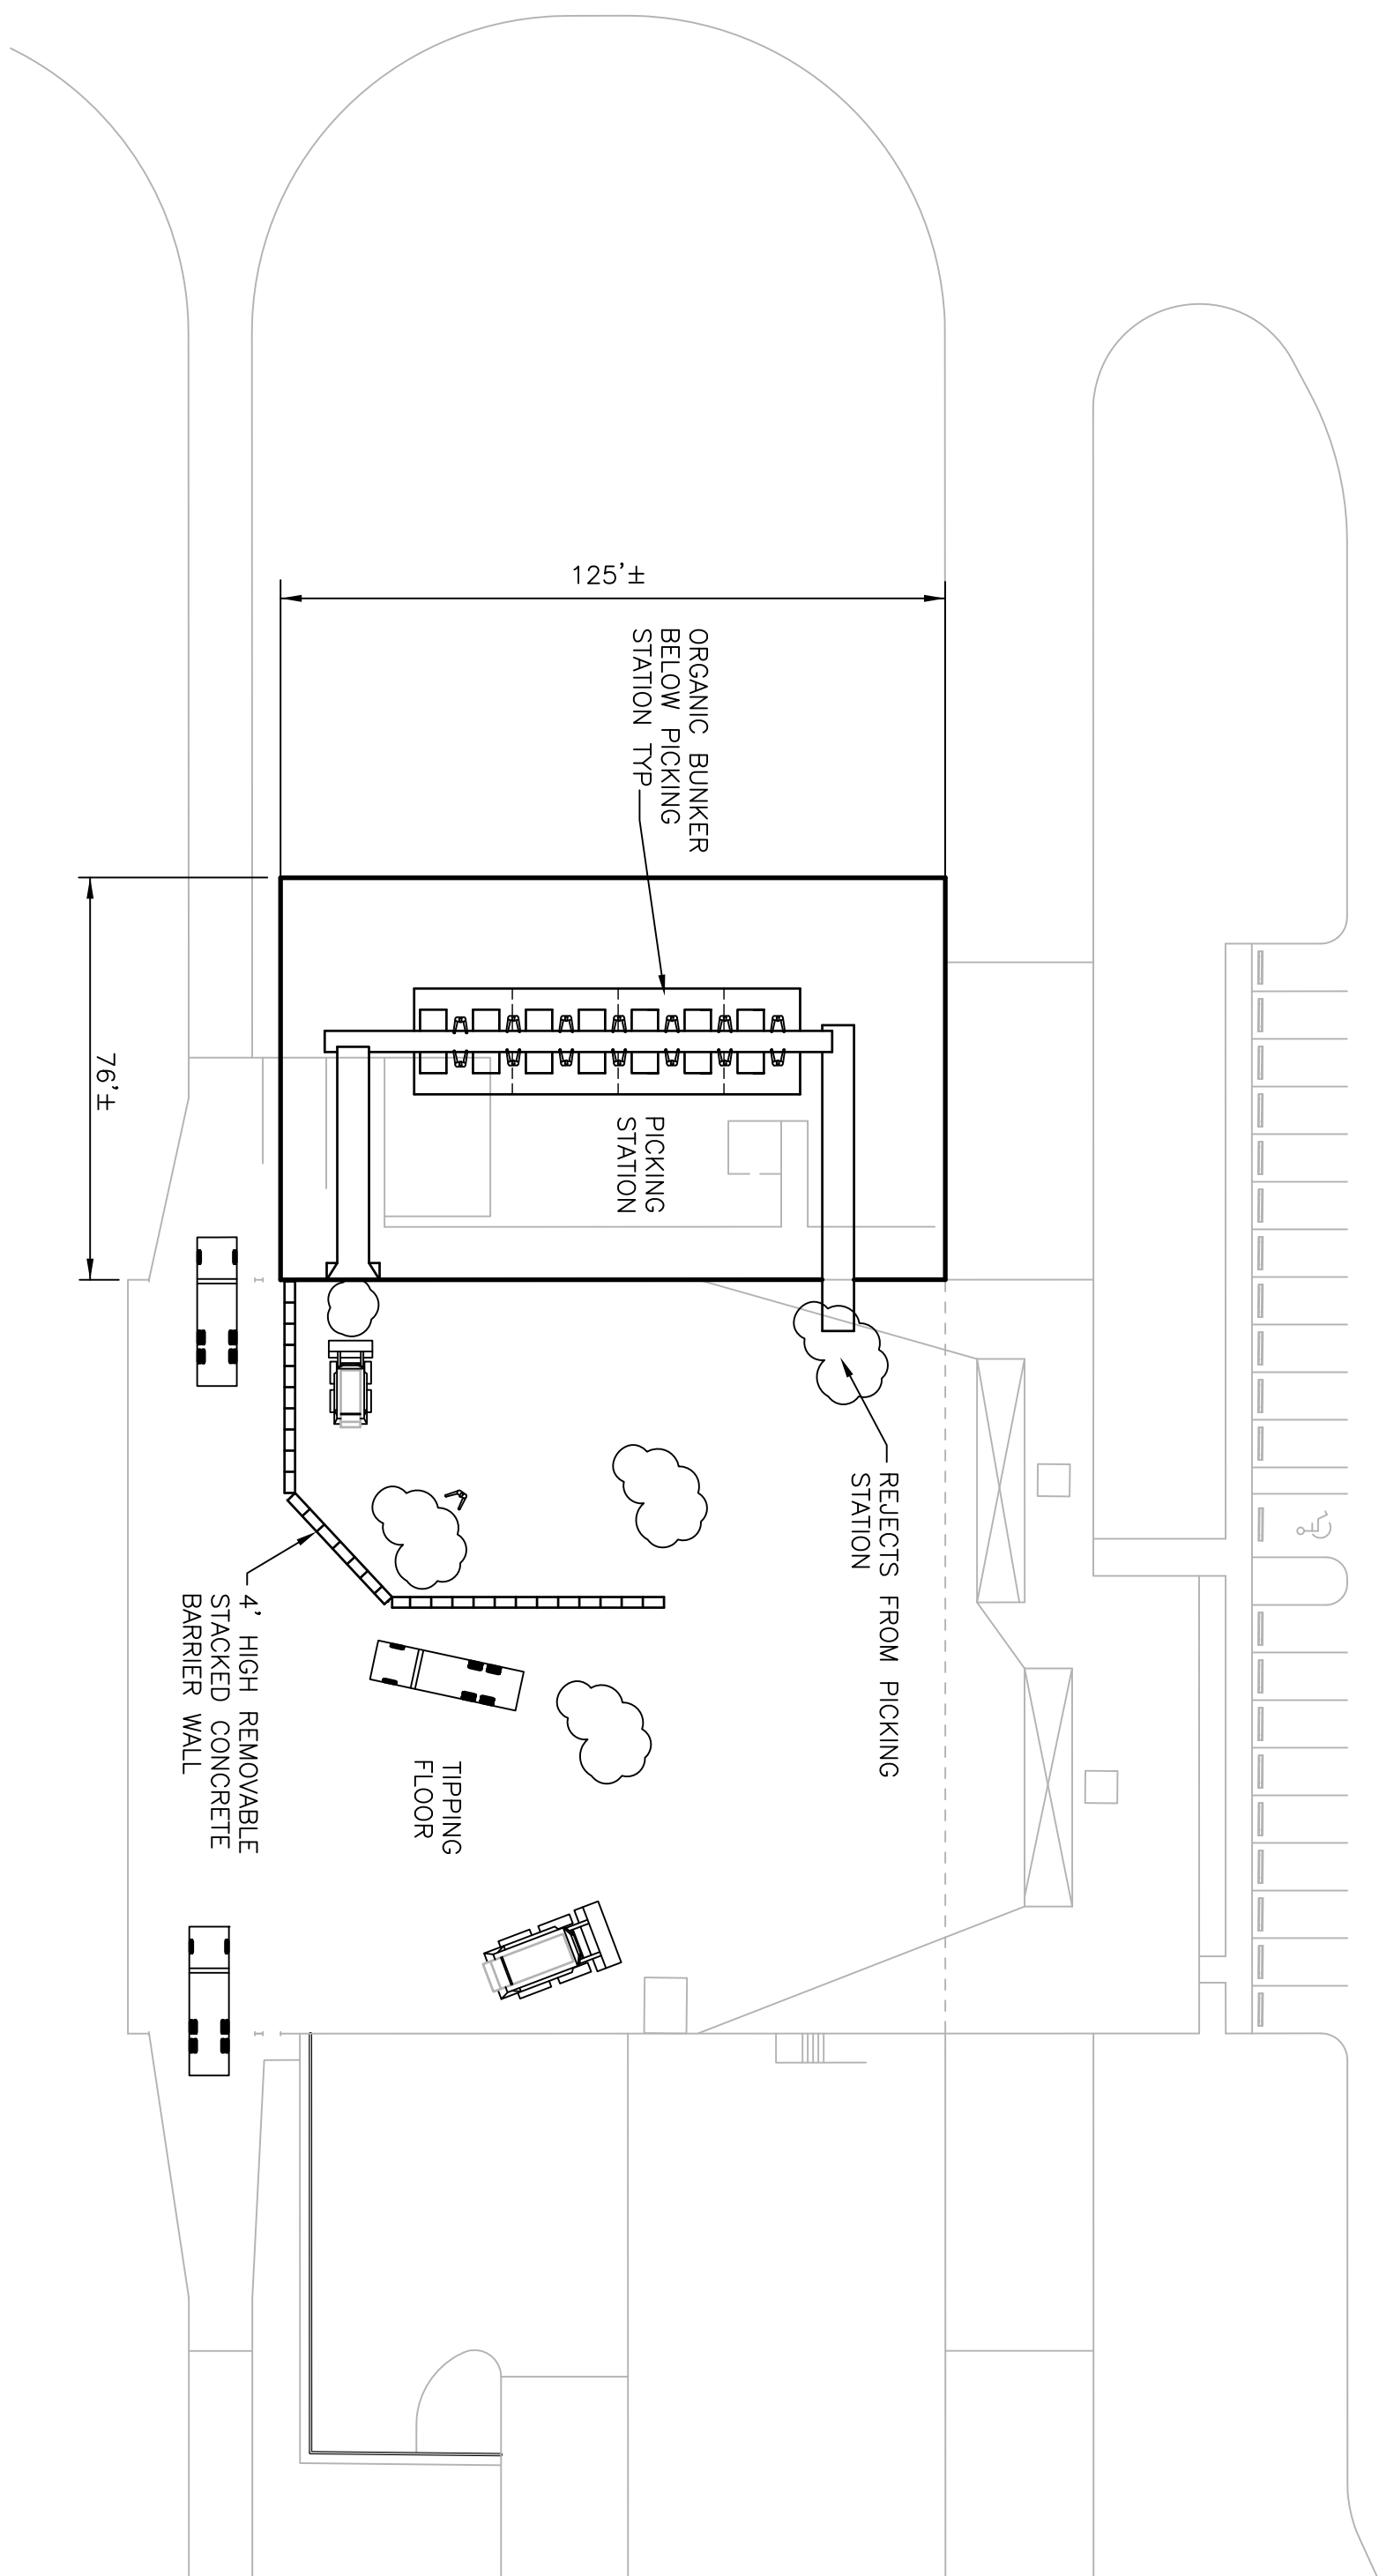 125'±
ORGANIC BUNKER
BELOW PICKING
STATION TYP
76'±
PICKING
STATION
REJECTS FROM PICKING
STATION
4' HIGH REMOVABLE
STACKED CONCRETE
BARRIER WALL
TIPPING
FLOOR